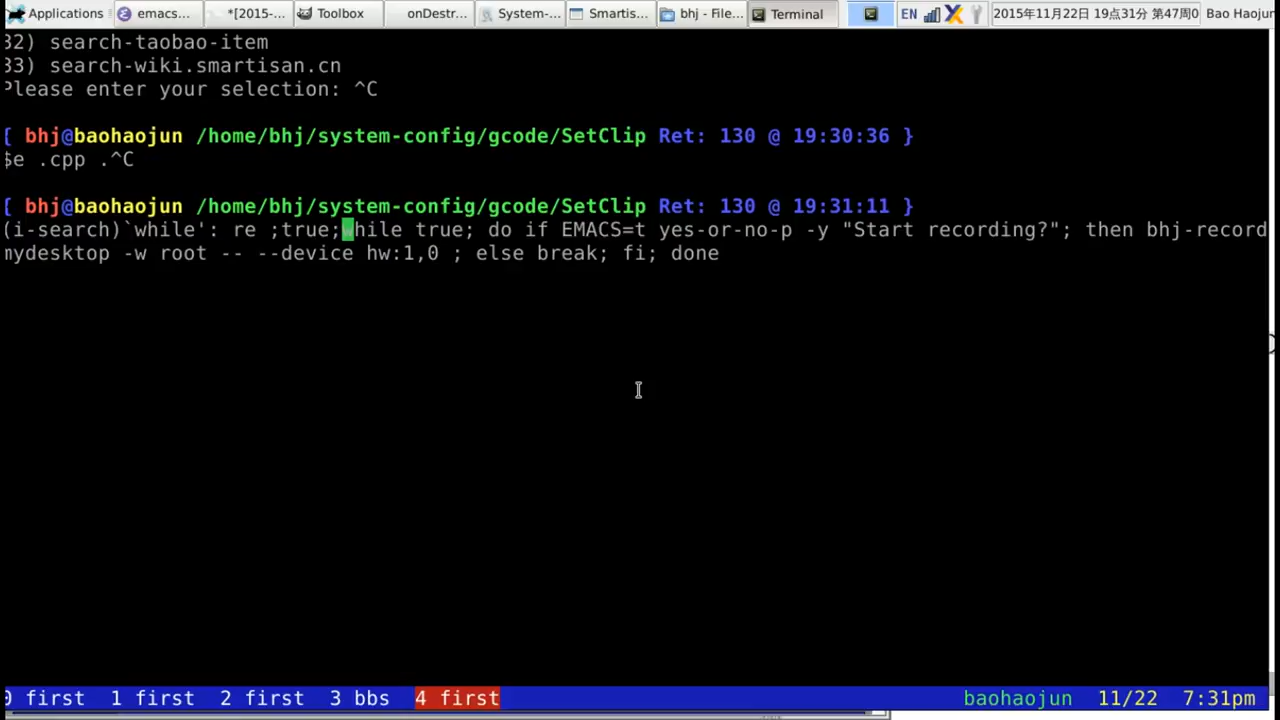 Applications emacs... *[2015-... Toolbox onDestr... System-... Smartis... bhj - File... Terminal EN 2015年11月22日 19点31分 第47周0 Bao Haojun
32) search-taobao-item
33) search-wiki.smartisan.cn
Please enter your selection: ^C
[ bhj@baohaojun /home/bhj/system-config/gcode/SetClip Ret: 130 @ 19:30:36 }
$e .cpp .^C
[ bhj@baohaojun /home/bhj/system-config/gcode/SetClip Ret: 130 @ 19:31:11 }
(i-search)`while': re ;true;while true; do if EMACS=t yes-or-no-p -y "Start recording?"; then bhj-record
mydesktop -w root -- --device hw:1,0 ; else break; fi; done
0 first 1 first 2 first 3 bbs 4 first baohaojun 11/22 7:31pm